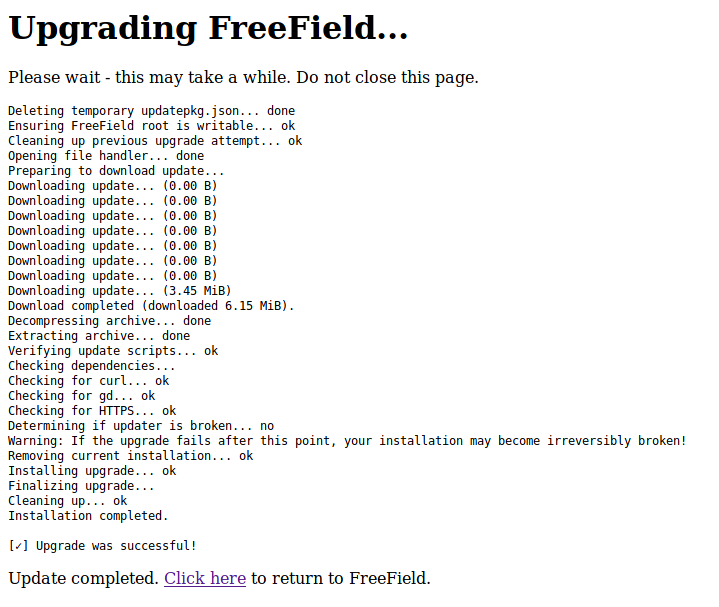 Upgrading FreeField...
Please wait - this may take a while. Do not close this page.
Deleting temporary updatepkg.json... done
Ensuring FreeField root is writable... ok
Cleaning up previous upgrade attempt... ok
Opening file handler... done
Preparing to download update...
Downloading update... (0.00 B)
Downloading update... (0.00 B)
Downloading update... (0.00 B)
Downloading update... (0.00 B)
Downloading update... (0.00 B)
Downloading update... (0.00 B)
Downloading update... (0.00 B)
Downloading update... (3.45 MiB)
Download completed (downloaded 6.15 MiB).
Decompressing archive... done
Extracting archive... done
Verifying update scripts... ok
Checking dependencies...
Checking for curl... ok
Checking for gd... ok
Checking for HTTPS... ok
Determining if updater is broken... no
Warning: If the upgrade fails after this point, your installation may become irreversibly broken!
Removing current installation... ok
Installing upgrade... ok
Finalizing upgrade...
Cleaning up... ok
Installation completed.
[✓] Upgrade was successful!
Update completed. Click here to return to FreeField.